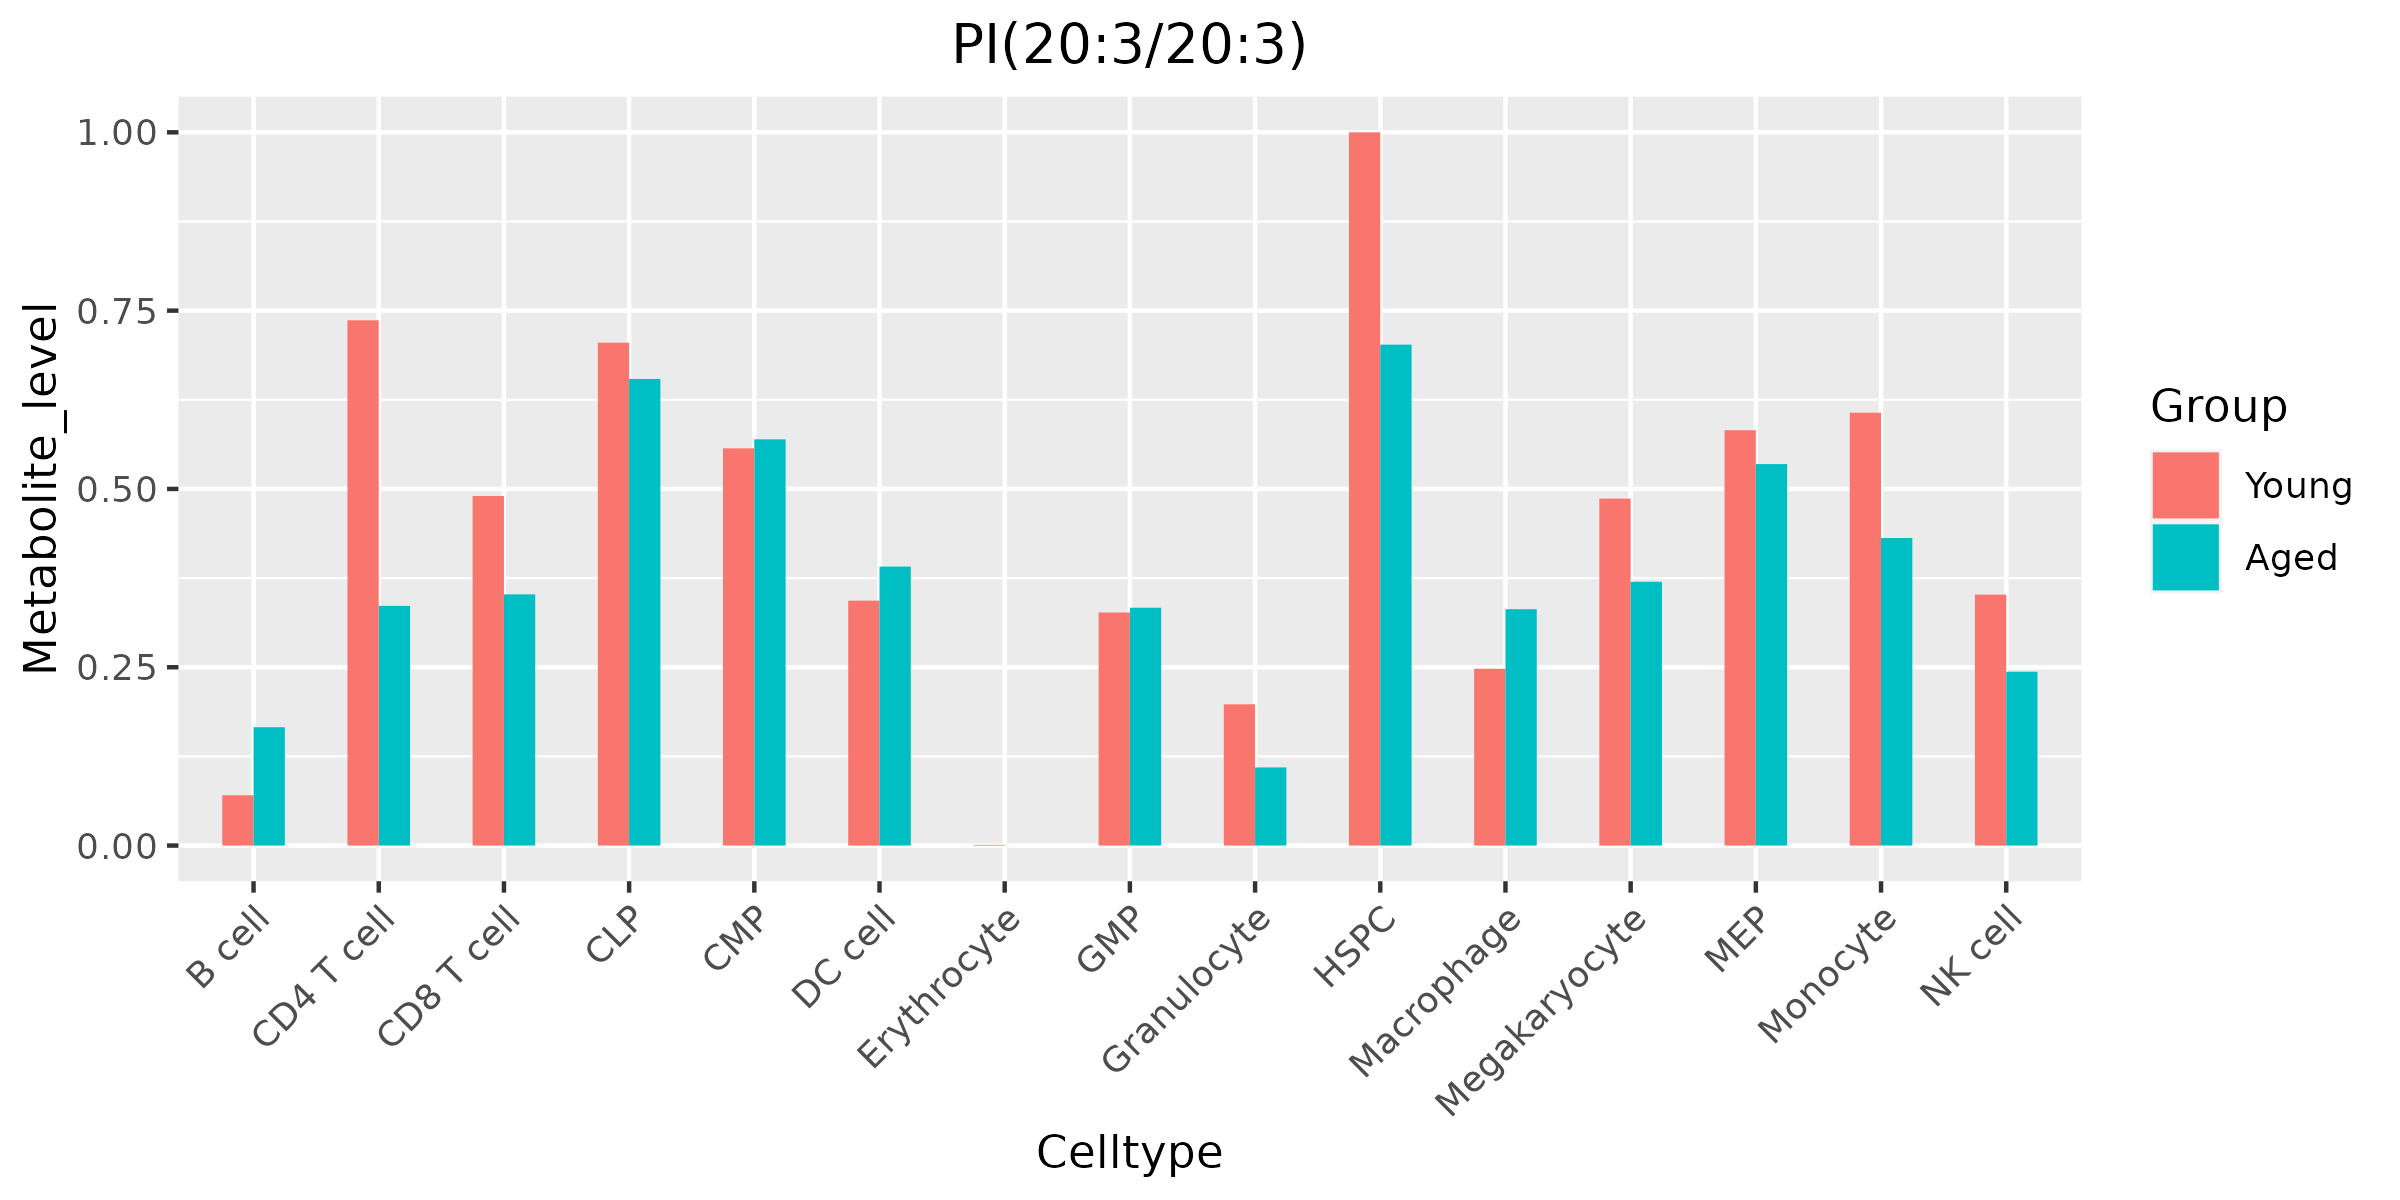 PI(20:3/20:3)
Metabolite_level
1.00
0.75
0.50
0.25
0.00
B cell
CD4 T cell
CD8 T cell
CLP
CMP
DC cell
Erythrocyte
GMP
Granulocyte
HSPC
Macrophage
Megakaryocyte
MEP
Monocyte
NK cell
Celltype
Group
Young
Aged